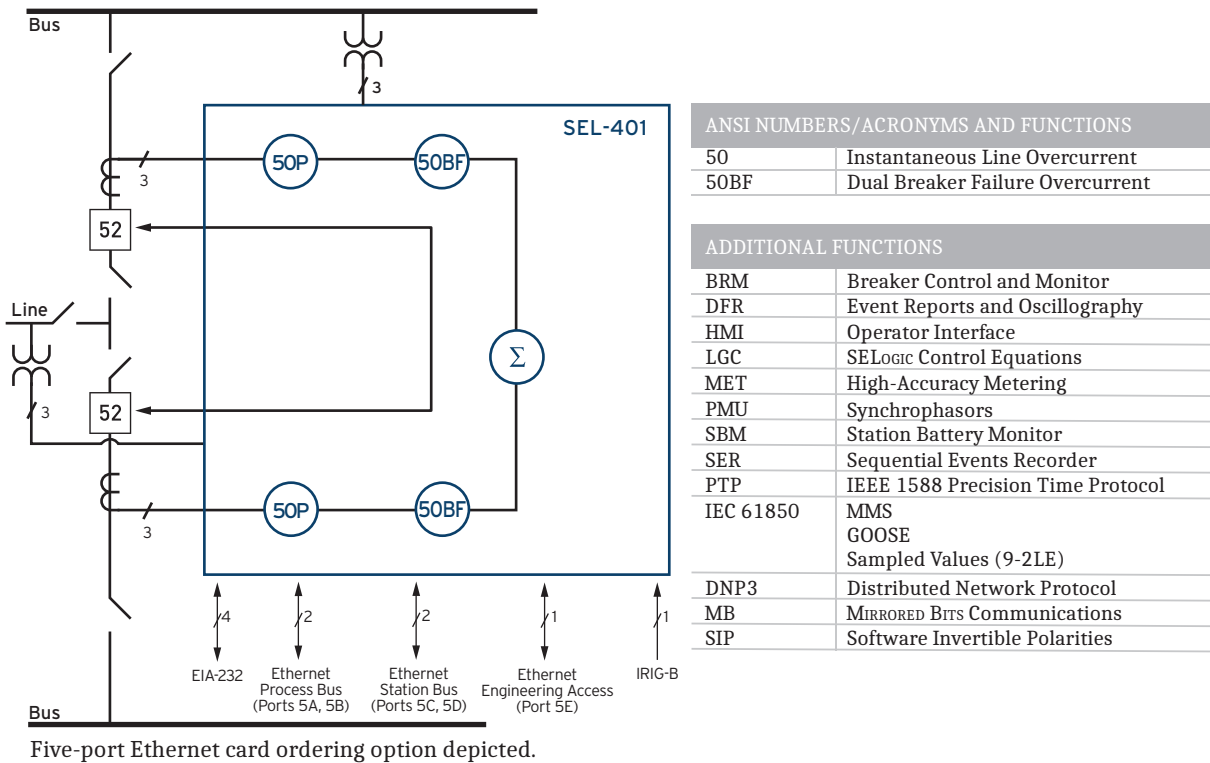 Bus
3
SEL-401
50P
50BF
3
52
Line
Σ
3
52
50P
50BF
3
4
2
2
1
1
EIA-232
Ethernet
Process Bus
(Ports 5A, 5B)
Ethernet
Station Bus
(Ports 5C, 5D)
Ethernet
Engineering Access
(Port 5E)
IRIG-B
Bus
Five-port Ethernet card ordering option depicted.
ANSI NUMBERS/ACRONYMS AND FUNCTIONS
50 Instantaneous Line Overcurrent
50BF Dual Breaker Failure Overcurrent
ADDITIONAL FUNCTIONS
BRM Breaker Control and Monitor
DFR Event Reports and Oscillography
HMI Operator Interface
LGC SELOGIC Control Equations
MET High-Accuracy Metering
PMU Synchrophasors
SBM Station Battery Monitor
SER Sequential Events Recorder
PTP IEEE 1588 Precision Time Protocol
IEC 61850 MMS
GOOSE
Sampled Values (9-2LE)
DNP3 Distributed Network Protocol
MB MIRRORED BITS Communications
SIP Software Invertible Polarities